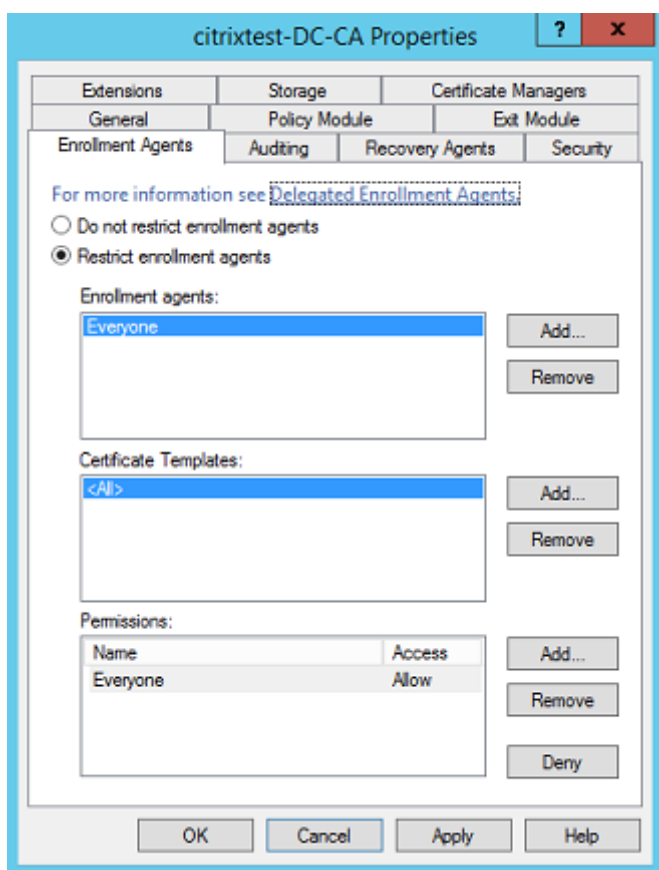 citrixtest-DC-CA Properties ? x
Extensions Storage Certificate Managers
General Policy Module Exit Module
Enrollment Agents Auditing Recovery Agents Security
For more information see Delegated Enrollment Agents.
Do not restrict enrollment agents
Restrict enrollment agents
Enrollment agents:
Everyone
Add...
Remove
Certificate Templates:
<All>
Add...
Remove
Permissions:
Name Access
Everyone Allow
Add...
Remove
Deny
OK Cancel Apply Help